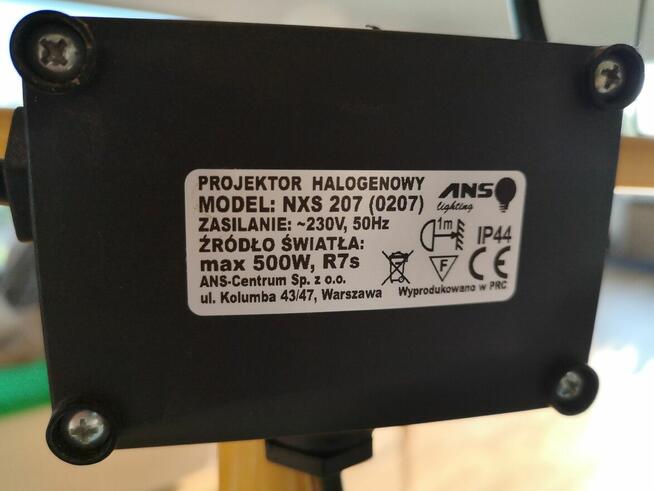 PROJEKTOR HALOGENOWY
MODEL: NXS 207 (0207)
ZASILANIE: ~230V, 50Hz
ŹRÓDŁO ŚWIATŁA:
max 500W, R7s
ANS-Centrum Sp. z o.o.
ul. Kolumba 43/47, Warszawa
ANS
lighting
1m
IP44
F
CE
Wyprodukowano w PRC